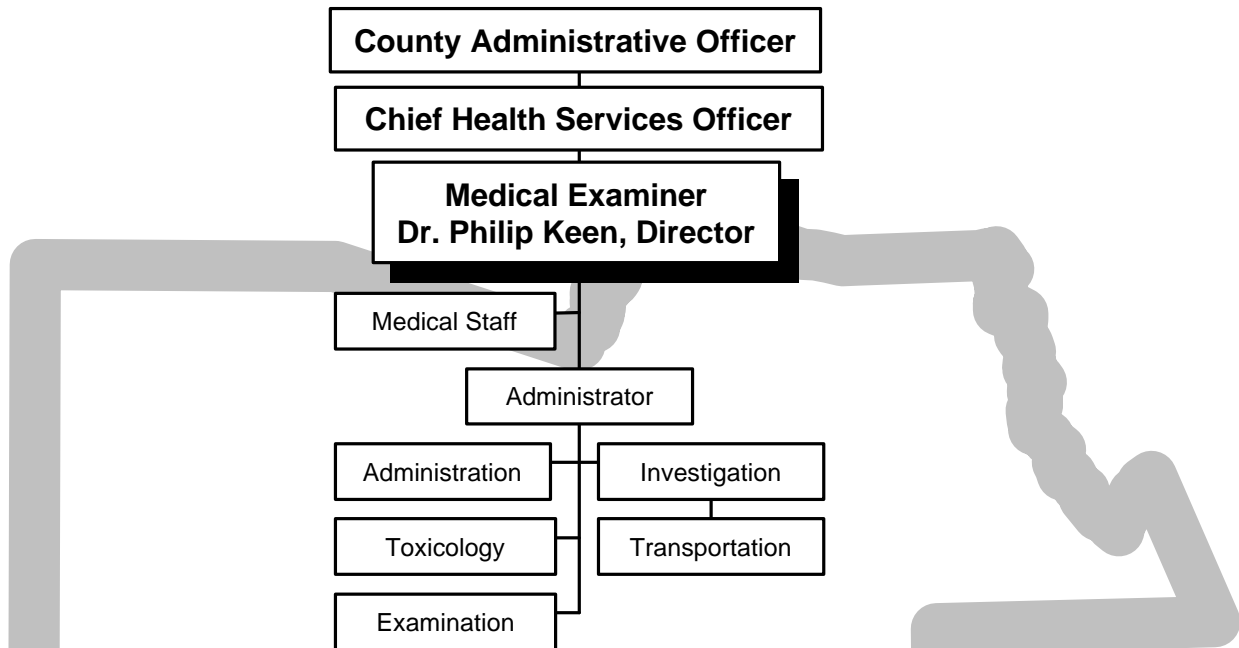 County Administrative Officer
Chief Health Services Officer
Medical Examiner
Dr. Philip Keen, Director
Medical Staff
Administrator
Administration
Investigation
Toxicology
Transportation
Examination